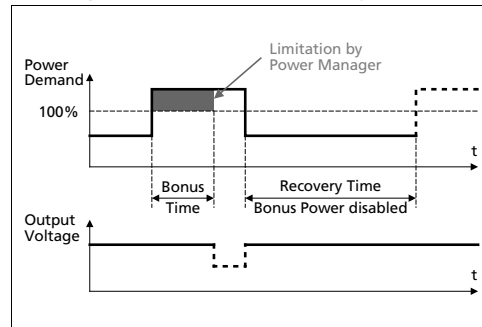 Limitation by
Power Manager
Power
Demand
100%
t
Bonus
Time
Recovery Time
Bonus Power disabled
Output
Voltage
t